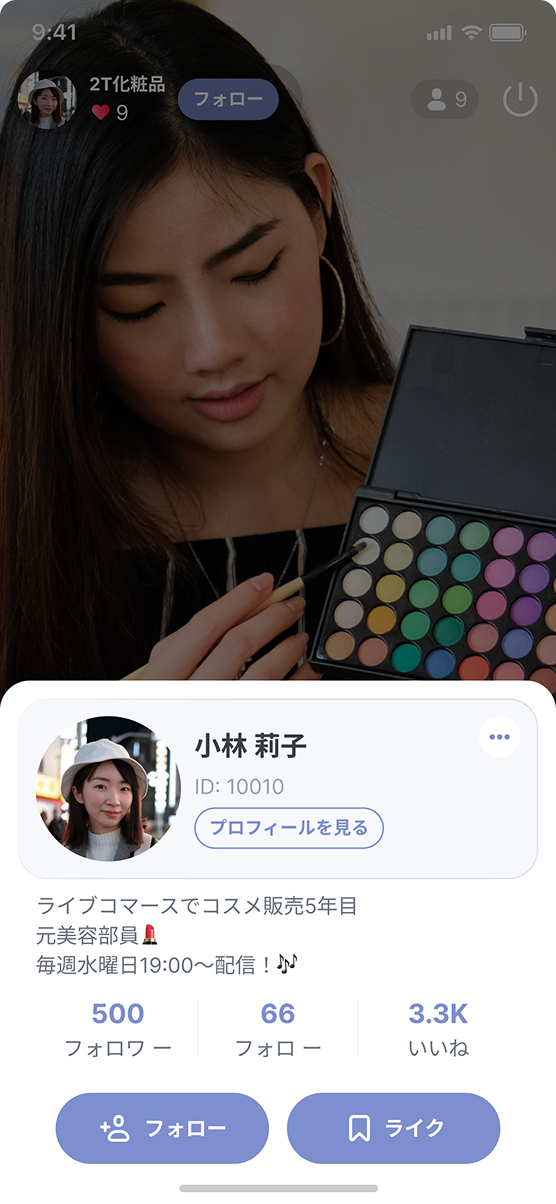 9:41
2T化粧品
フォロー
9
9
小林 莉子
ID: 10010
プロフィールを見る
ライブコマースでコスメ販売5年目
元美容部員💄
毎週水曜日19:00〜配信！🎶
500
66
3.3K
フォロワ ー
フォロ ー
いいね
フォロー
ライク